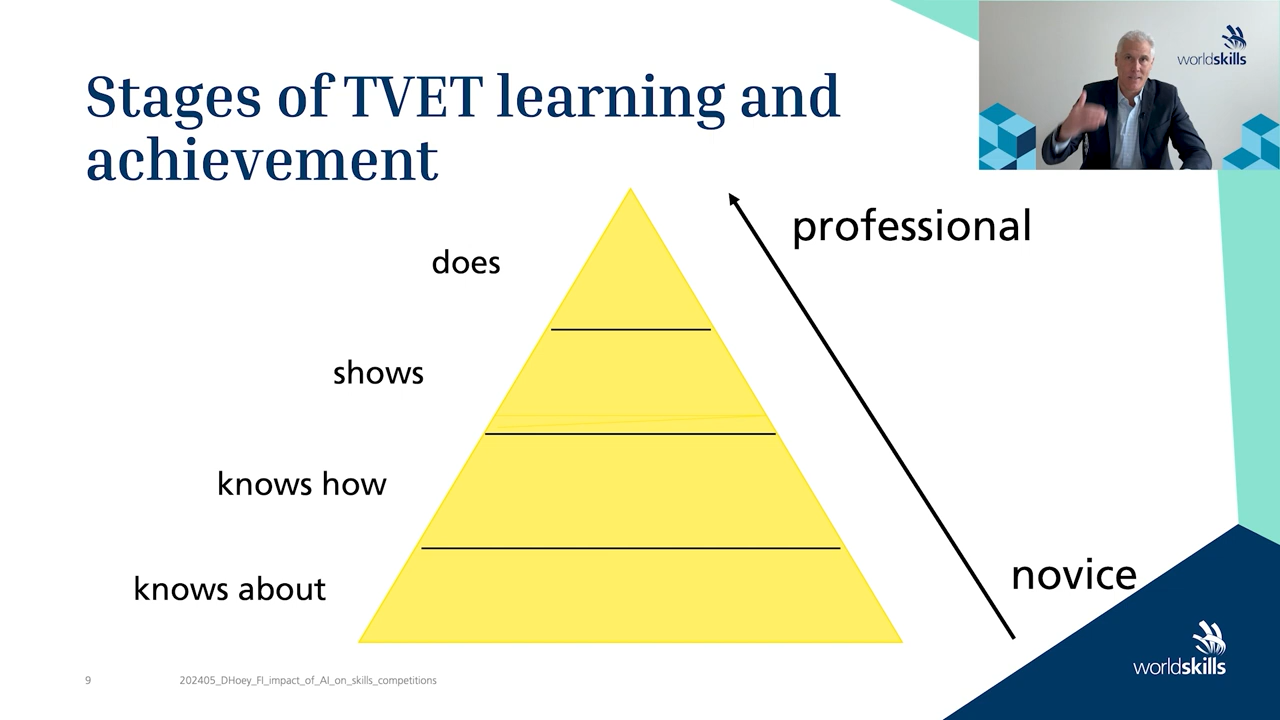 worldskills
Stages of TVET learning and
achievement
professional
does
shows
knows how
novice
knows about
worldskills
9
202405_DHoey_FI_impact_of_AI_on_skills_competitions